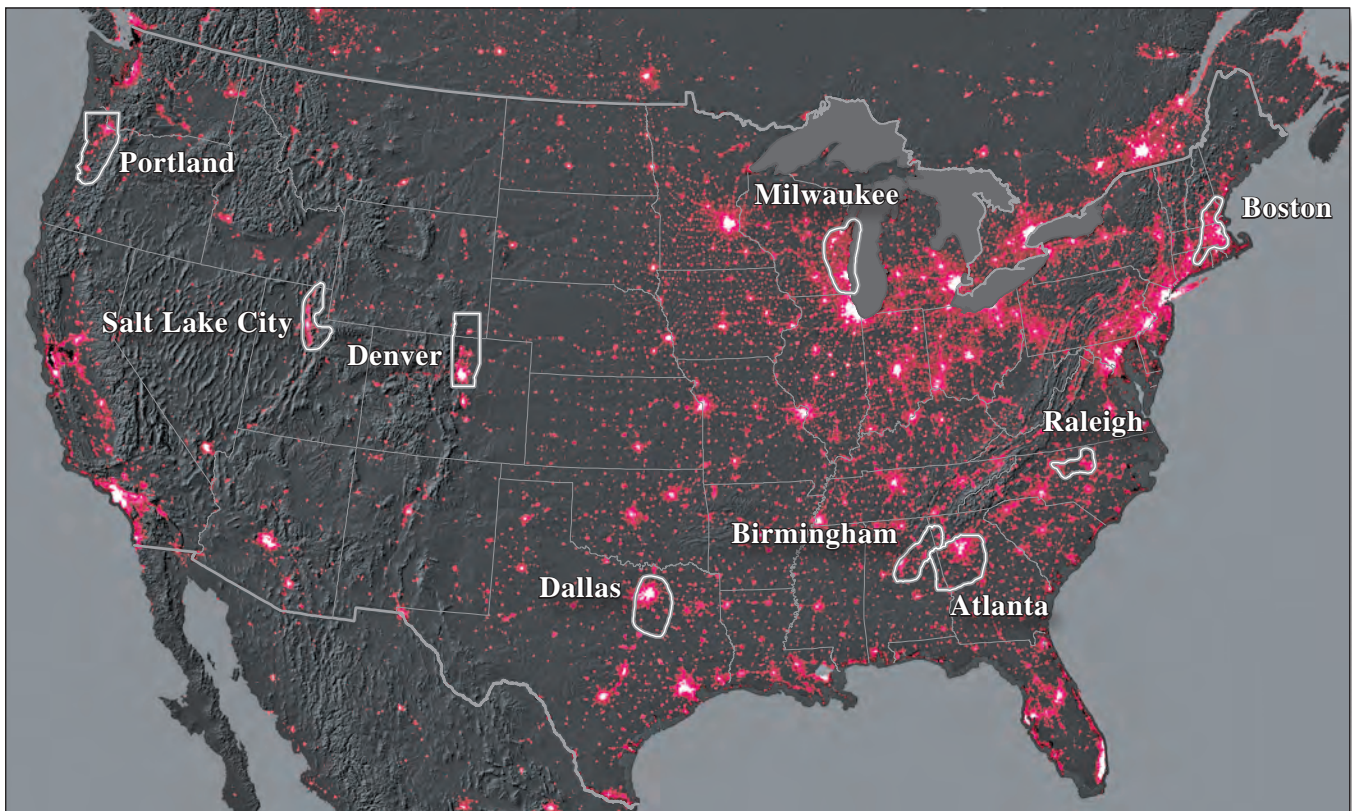 Portland
Milwaukee
Boston
Salt Lake City
Denver
Raleigh
Birmingham
Dallas
Atlanta